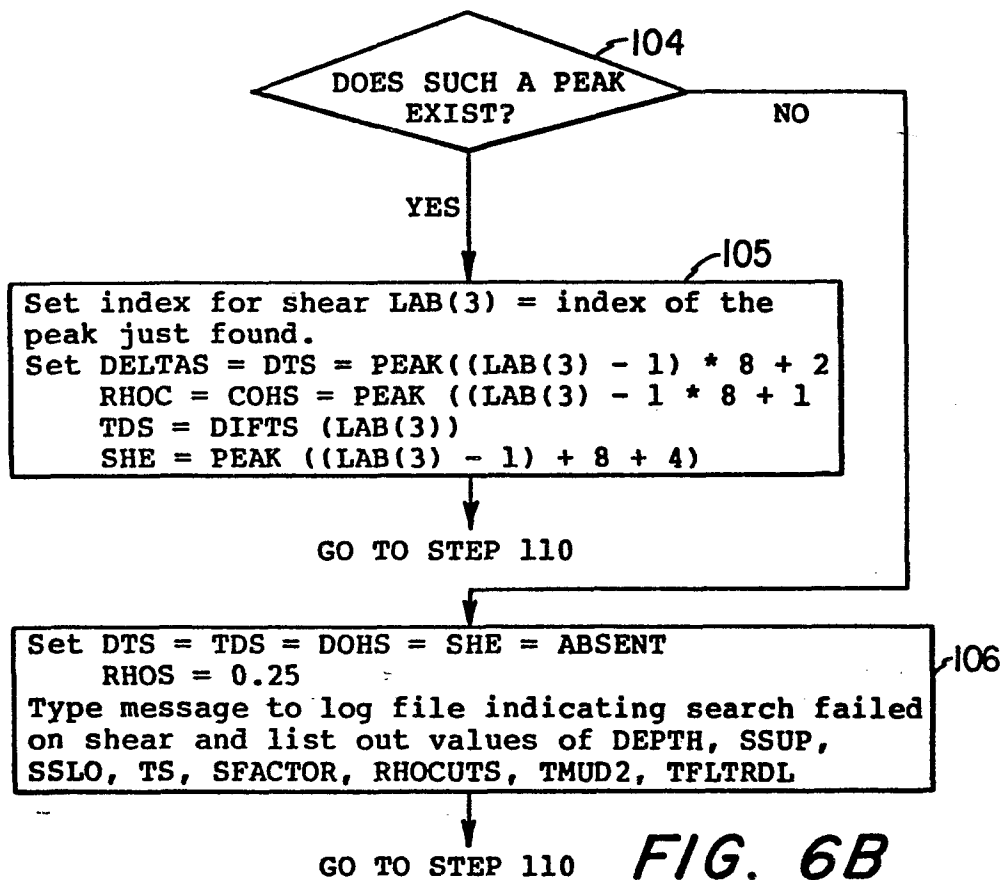 104
DOES SUCH A PEAK
EXIST?
NO
YES
105
Set index for shear LAB(3) = index of the
peak just found.
Set DELTAS = DTS = PEAK((LAB(3) - 1) * 8 + 2
RHOC = COHS = PEAK ((LAB(3) - 1 * 8 + 1
TDS = DIFTS (LAB(3))
SHE = PEAK ((LAB(3) - 1) + 8 + 4)
GO TO STEP 110
Set DTS = TDS = DOHS = SHE = ABSENT
RHOS = 0.25
106
Type message to log file indicating search failed
on shear and list out values of DEPTH, SSUP,
SSLO, TS, SFACTOR, RHOCUTS, TMUD2, TFLTRDL
GO TO STEP 110
FIG. 6B